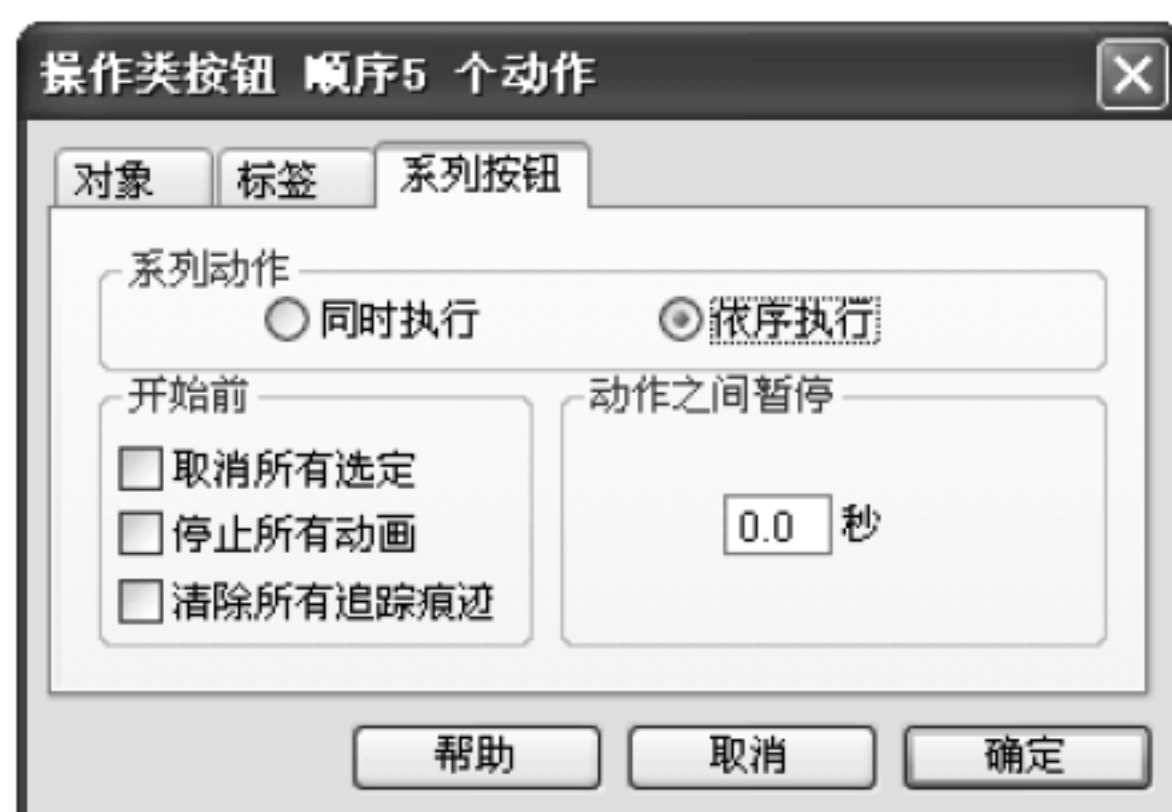 操作类按钮 顺序5 个动作
对象 标签 系列按钮
系列动作
同时执行 依序执行
开始前 动作之间暂停
取消所有选定
停止所有动画
0.0 秒
清除所有追踪痕迹
帮助 取消 确定